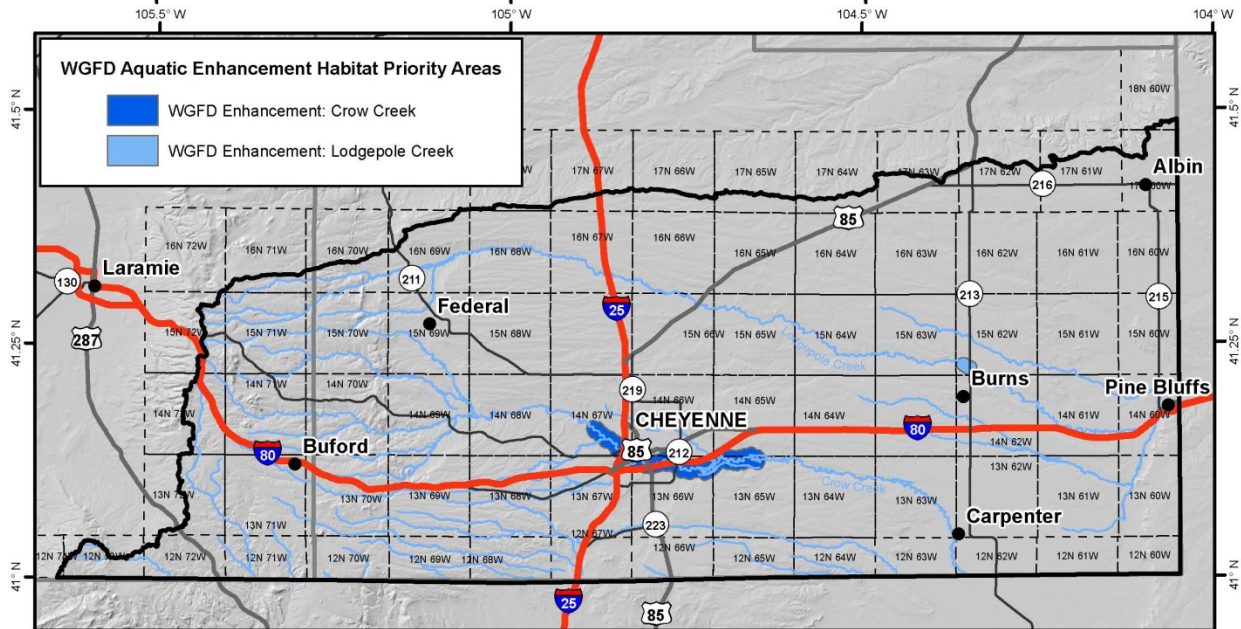 105.5° W
105° W
104.5° W
104° W
WGFD Aquatic Enhancement Habitat Priority Areas
WGFD Enhancement: Crow Creek
WGFD Enhancement: Lodgepole Creek
41.5° N
41.5° N
18N 60W
17N 67W
17N 66W
17N 65W
17N 64W
17N 63W
17N 62W
17N 61W
Albin
216
85
16N 72W
16N 71W
16N 70W
16N 69W
16N 68W
16N 67W
16N 66W
16N 65W
16N 64W
16N 63W
16N 62W
16N 61W
16N 60W
Laramie
130
211
Federal
25
213
215
287
15N 72W
15N 71W
15N 70W
15N 69W
15N 68W
15N 66W
15N 65W
15N 64W
15N 63W
15N 62W
15N 61W
15N 60W
41.25° N
41.25° N
Lodgepole Creek
Burns
Pine Bluffs
219
14N 71W
14N 70W
14N 69W
14N 68W
14N 67W
14N 66W
14N 65W
14N 64W
14N 62W
14N 61W
14N 60W
CHEYENNE
80
80
Buford
85
212
13N 71W
13N 70W
13N 69W
13N 68W
13N 67W
13N 66W
13N 65W
13N 64W
13N 63W
13N 62W
13N 61W
13N 60W
Crow Creek
Carpenter
223
12N 72W
12N 71W
12N 70W
12N 69W
12N 68W
12N 67W
12N 66W
12N 65W
12N 64W
12N 63W
12N 62W
12N 61W
12N 60W
41° N
41° N
25
85